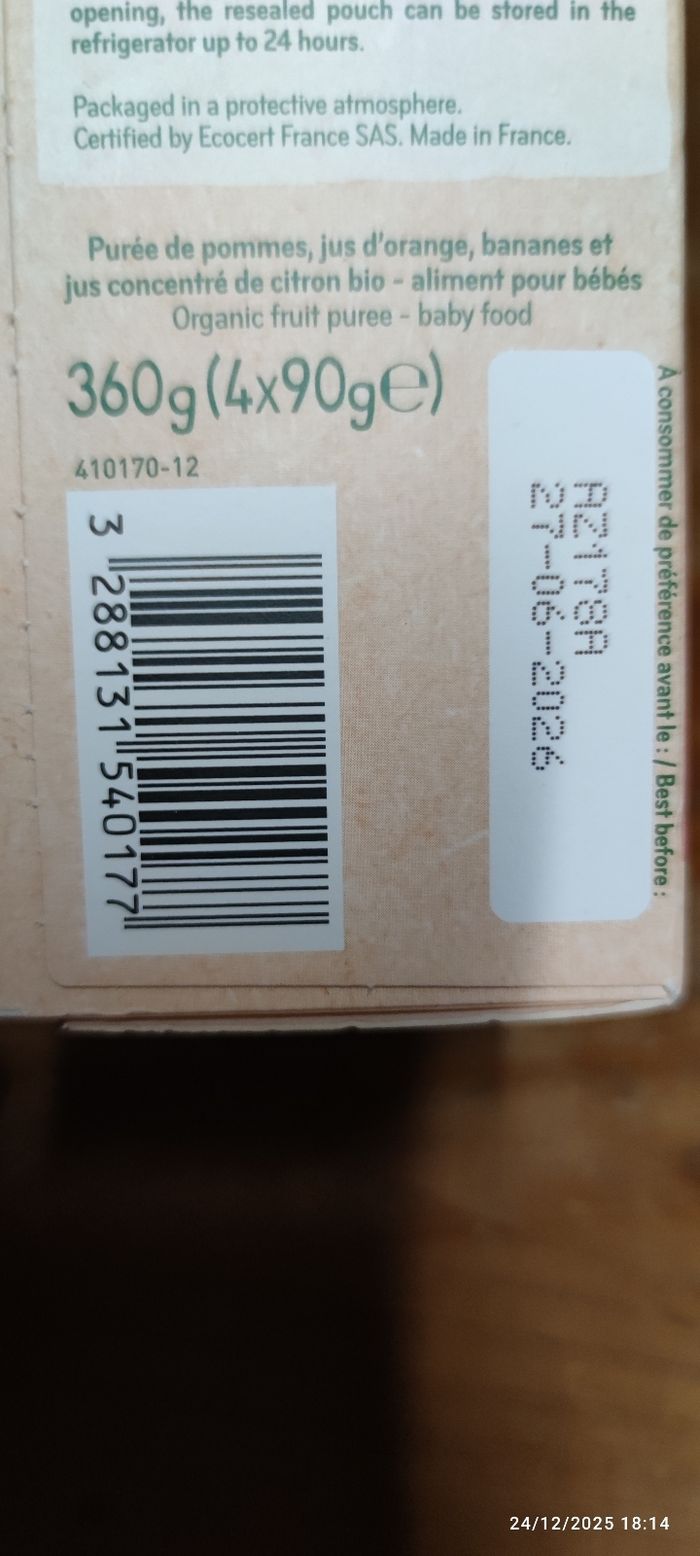 opening, the resealed pouch can be stored in the
refrigerator up to 24 hours.
Packaged in a protective atmosphere.
Certified by Ecocert France SAS. Made in France.
Purée de pommes, jus d'orange, bananes et
jus concentré de citron bio - aliment pour bébés
Organic fruit puree - baby food
360g (4x90g℮)
410170-12
3 288131 540177
À consommer de préférence avant le : / Best before :
AZ178A
27-06-2026
24/12/2025 18:14